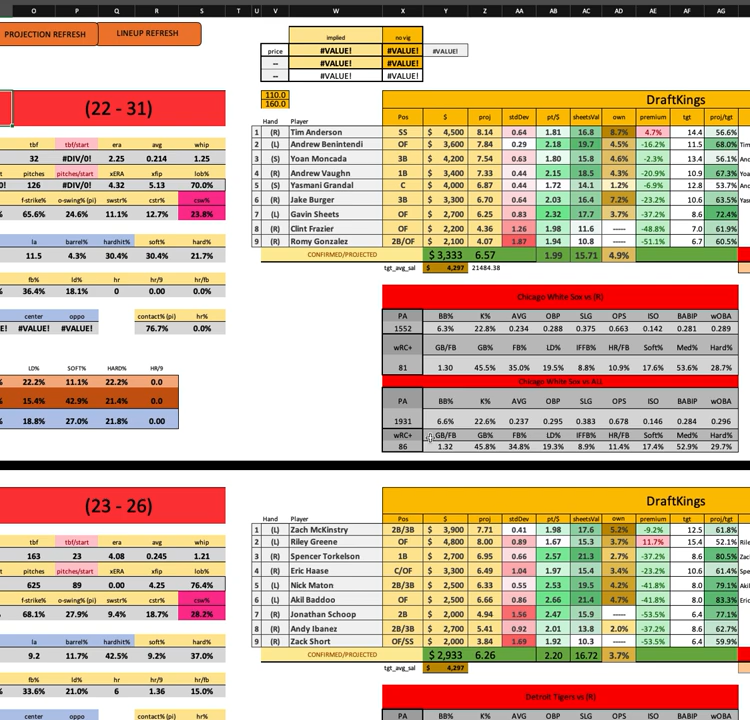 O P Q R S T U V W X Y Z AA AB AC AD AE AF AG
PROJECTION REFRESH LINEUP REFRESH
implied no vig
price #VALUE! #VALUE! #VALUE!
-- #VALUE! #VALUE!
-- #VALUE! #VALUE!
110.0
160.0
(22 - 31) DraftKings
Hand Player Pos $ proj stdDev pt/$ sheetsVal own premium tgt proj/tgt
1 (R) Tim Anderson SS $ 4,500 8.14 0.64 1.81 16.8 8.7% 4.7% 14.4 56.6%
2 (L) Andrew Benintendi OF $ 3,600 7.84 0.29 2.18 19.7 4.5% -16.2% 11.5 68.0% Tim
3 (S) Yoan Moncada 3B $ 4,200 7.54 0.63 1.80 15.8 4.6% -2.3% 13.4 56.1%
4 (R) Andrew Vaughn 1B $ 3,400 7.33 0.44 2.15 18.5 4.3% -20.9% 10.9 67.3%
5 (S) Yasmani Grandal C $ 4,000 6.87 0.44 1.72 14.1 1.2% -6.9% 12.8 53.7%
6 (R) Jake Burger 3B $ 3,300 6.70 0.64 2.03 16.4 7.2% -23.2% 10.6 63.5%
7 (L) Gavin Sheets OF $ 2,700 6.25 0.83 2.32 17.7 3.7% -37.2% 8.6 72.4%
8 (R) Clint Frazier OF $ 2,200 4.36 1.26 1.98 11.6 ----- -48.8% 7.0 61.9%
9 (R) Romy Gonzalez 2B/OF $ 2,100 4.07 1.87 1.94 10.8 ----- -51.1% 6.7 60.5%
CONFIRMED/PROJECTED $ 3,333 6.57 1.99 15.71 4.9%
tgt_avg_sal $ 4,297 21484.38
tbf tbf/start era avg whip
32 #DIV/0! 2.25 0.214 1.25
pitches pitches/start xERA xfip lob%
126 #DIV/0! 4.32 5.13 70.0%
f-strike% o-swing% (pi) swstr% cstr% csw%
65.6% 24.6% 11.1% 12.7% 23.8%
la barrel% hardhit% soft% hard%
11.5 4.3% 30.4% 30.4% 21.7%
fb% ld% hr hr/9 hr/fb
36.4% 18.1% 0 0.00 0.0%
center oppo contact% (pi) hr%
#VALUE! #VALUE! 76.7% 0.0%
LD% SOFT% HARD% HR/9
22.2% 11.1% 22.2% 0.0
15.4% 42.9% 21.4% 0.0
18.8% 27.0% 21.8% 0.0
Chicago White Sox vs (R)
PA BB% K% AVG OBP SLG OPS ISO BABIP wOBA
1552 6.3% 22.8% 0.234 0.288 0.375 0.663 0.142 0.281 0.289
wRC+ GB/FB GB% FB% LD% IFFB% HR/FB Soft% Med% Hard%
81 1.30 45.5% 35.0% 19.5% 8.8% 10.9% 17.6% 53.6% 28.7%
Chicago White Sox vs ALL
PA BB% K% AVG OBP SLG OPS ISO BABIP wOBA
1931 6.6% 22.6% 0.237 0.295 0.383 0.678 0.146 0.284 0.296
wRC+ GB/FB GB% FB% LD% IFFB% HR/FB Soft% Med% Hard%
86 1.32 45.8% 34.8% 19.3% 8.9% 11.4% 17.4% 52.9% 29.7%
(23 - 26) DraftKings
Hand Player Pos $ proj stdDev pt/$ sheetsVal own premium tgt proj/tgt
1 (L) Zach McKinstry 2B/3B $ 3,900 7.71 0.41 1.98 17.6 5.2% -9.2% 12.5 61.8%
2 (L) Riley Greene OF $ 4,800 8.00 0.89 1.67 15.3 3.7% 11.7% 15.4 52.1%
3 (R) Spencer Torkelson 1B $ 2,700 6.95 0.66 2.57 21.3 2.7% -37.2% 8.6 80.5%
4 (R) Eric Haase C/OF $ 3,300 6.49 1.04 1.97 15.4 3.4% -23.2% 10.6 61.4%
5 (S) Nick Maton 2B/3B $ 2,500 6.33 0.55 2.53 19.5 4.2% -41.8% 8.0 79.1%
6 (L) Akil Baddoo OF $ 2,500 6.66 0.86 2.66 21.4 4.7% -41.8% 8.0 83.3%
7 (R) Jonathan Schoop 2B $ 2,000 4.94 1.56 2.47 15.9 ----- -53.5% 6.4 77.1%
8 (R) Andy Ibanez 2B/3B $ 2,700 5.41 0.92 2.01 13.8 2.0% -37.2% 8.6 62.7%
9 (R) Zack Short OF/SS $ 2,000 3.84 1.69 1.92 10.3 ----- -53.5% 6.4 59.9%
CONFIRMED/PROJECTED $ 2,933 6.26 2.20 16.72 3.7%
tgt_avg_sal $ 4,297
tbf tbf/start era avg whip
163 23 4.08 0.245 1.21
pitches pitches/start xERA xfip lob%
625 89 0.00 4.25 76.4%
f-strike% o-swing% (pi) swstr% cstr% csw%
68.1% 27.9% 9.4% 18.7% 28.2%
la barrel% hardhit% soft% hard%
9.2 11.7% 42.5% 9.2% 37.0%
fb% ld% hr hr/9 hr/fb
33.6% 21.0% 6 1.36 15.0%
center oppo contact% (pi) hr%
Detroit Tigers vs (R)
PA BB% K% AVG OBP SLG OPS ISO BABIP wOBA